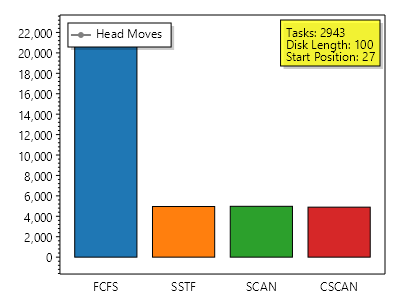 Head Moves
Tasks: 2943
Disk Length: 100
Start Position: 27
22,000
20,000
18,000
16,000
14,000
12,000
10,000
8,000
6,000
4,000
2,000
0
FCFS SSTF SCAN CSCAN